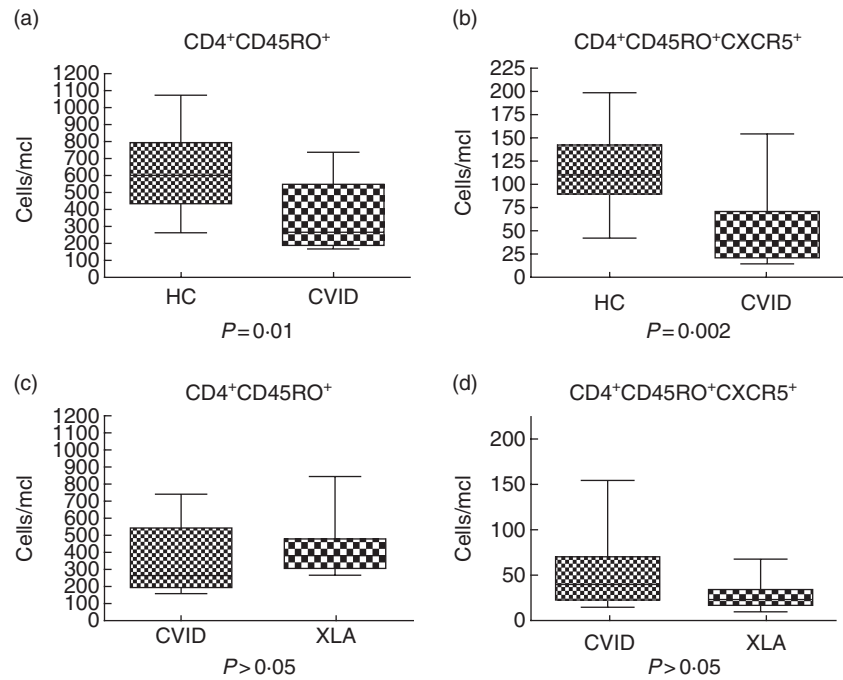 (a)
CD4⁺CD45RO⁺
1200
1100
1000
900
800
700
600
500
400
300
200
100
0
Cells/mcl
HC CVID
P = 0·01
(b)
CD4⁺CD45RO⁺CXCR5⁺
225
200
175
150
125
100
75
50
25
0
Cells/mcl
HC CVID
P = 0·002
(c)
CD4⁺CD45RO⁺
1200
1100
1000
900
800
700
600
500
400
300
200
100
0
Cells/mcl
CVID XLA
P > 0·05
(d)
CD4⁺CD45RO⁺CXCR5⁺
200
150
100
50
0
Cells/mcl
CVID XLA
P > 0·05